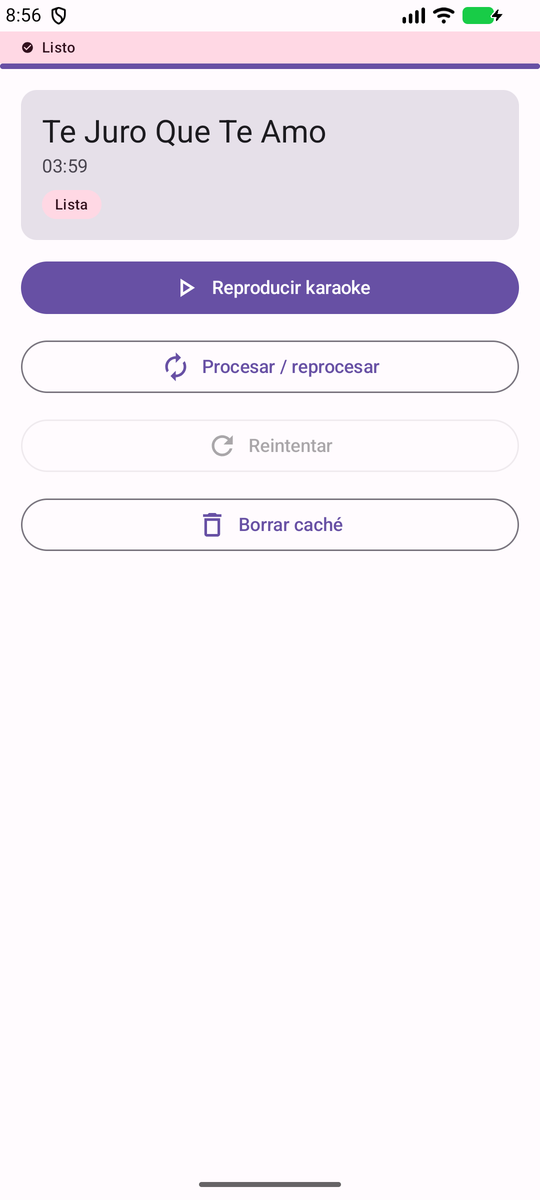 8:56
Listo
Te Juro Que Te Amo
03:59
Lista
Reproducir karaoke
Procesar / reprocesar
Reintentar
Borrar caché